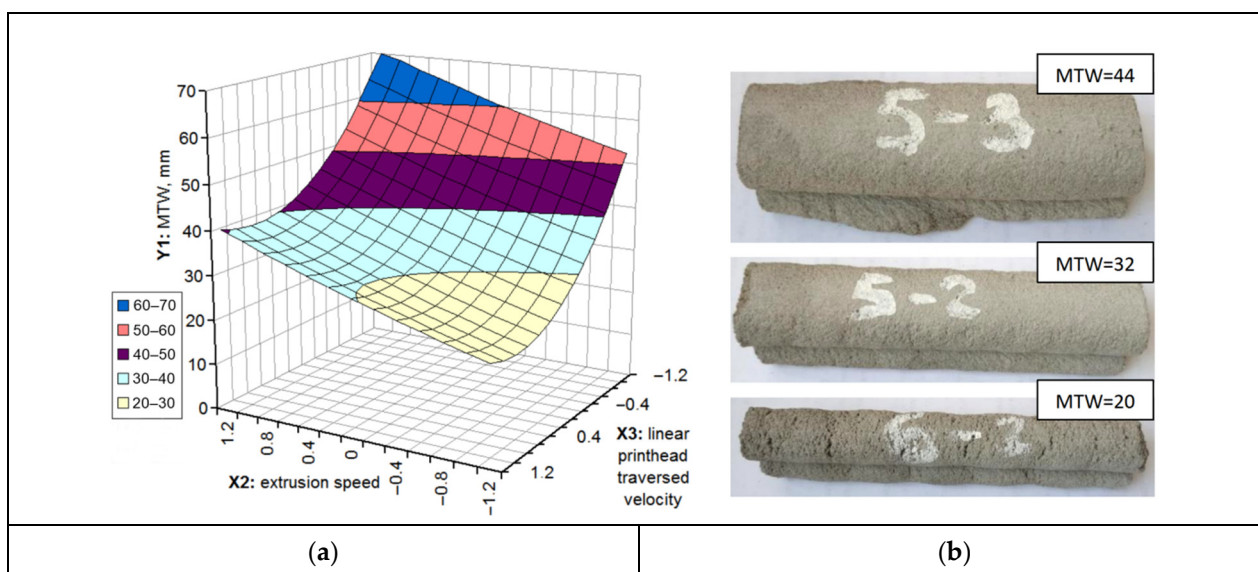 70
60
50
40
30
20
10
0
Y1: MTW, mm
60–70
50–60
40–50
30–40
20–30
1.2
0.8
0.4
0
−0.4
−0.8
−1.2
X2: extrusion speed
−1.2
−0.4
0.4
1.2
X3: linear
printhead
traversed
velocity
MTW=44
5-3
MTW=32
5-2
MTW=20
6-2
(a)
(b)